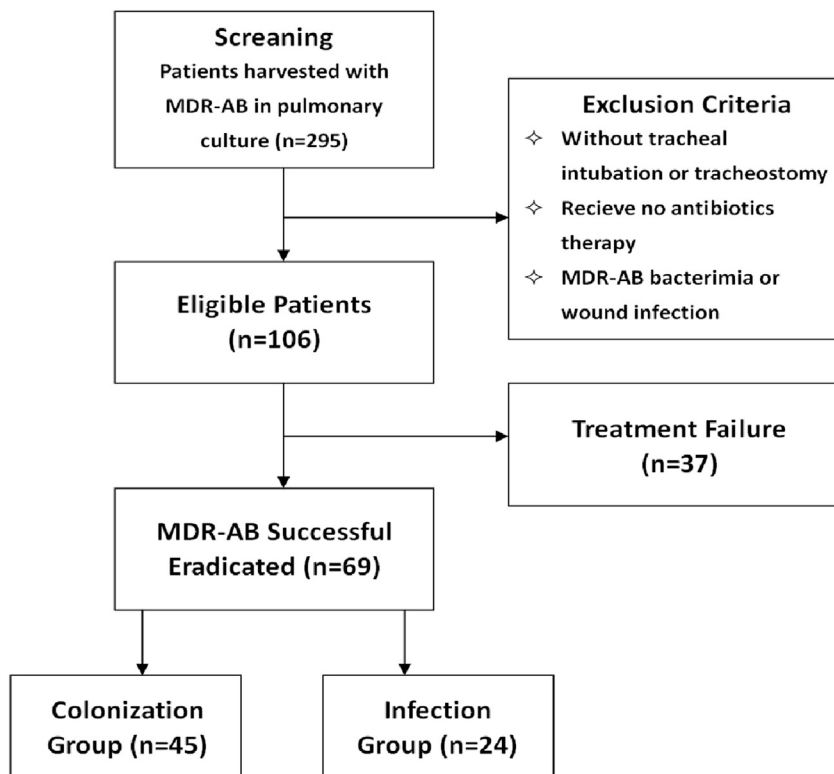 Screaning
Patients harvested with
MDR-AB in pulmonary
culture (n=295)
Exclusion Criteria
✧ Without tracheal
intubation or tracheostomy
✧ Recieve no antibiotics
therapy
✧ MDR-AB bacterimia or
wound infection
Eligible Patients
(n=106)
Treatment Failure
(n=37)
MDR-AB Successful
Eradicated (n=69)
Colonization
Group (n=45)
Infection
Group (n=24)